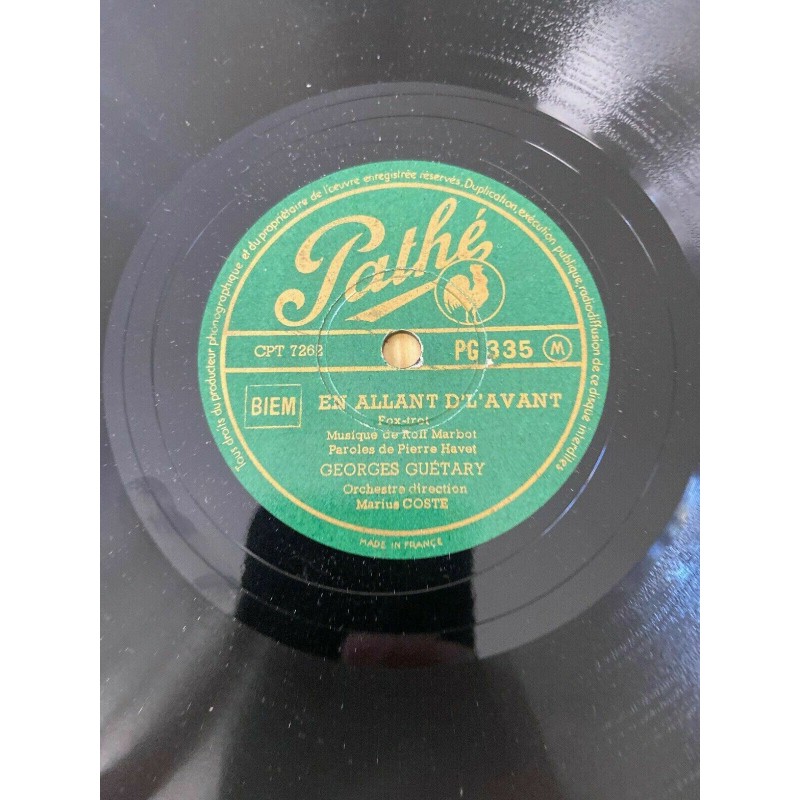 Tous droits du producteur phonographique et du propriétaire de l'oeuvre enregistrée réservés. Duplication, exécution publique, radiodiffusion de ce disque interdites
Pathé
CPT 7262
PG 335 M
BIEM
EN ALLANT D'L'AVANT
Fox-trot
Musique de Rolf Marbot
Paroles de Pierre Havet
GEORGES GUÉTARY
Orchestre direction
Marius COSTE
MADE IN FRANCE